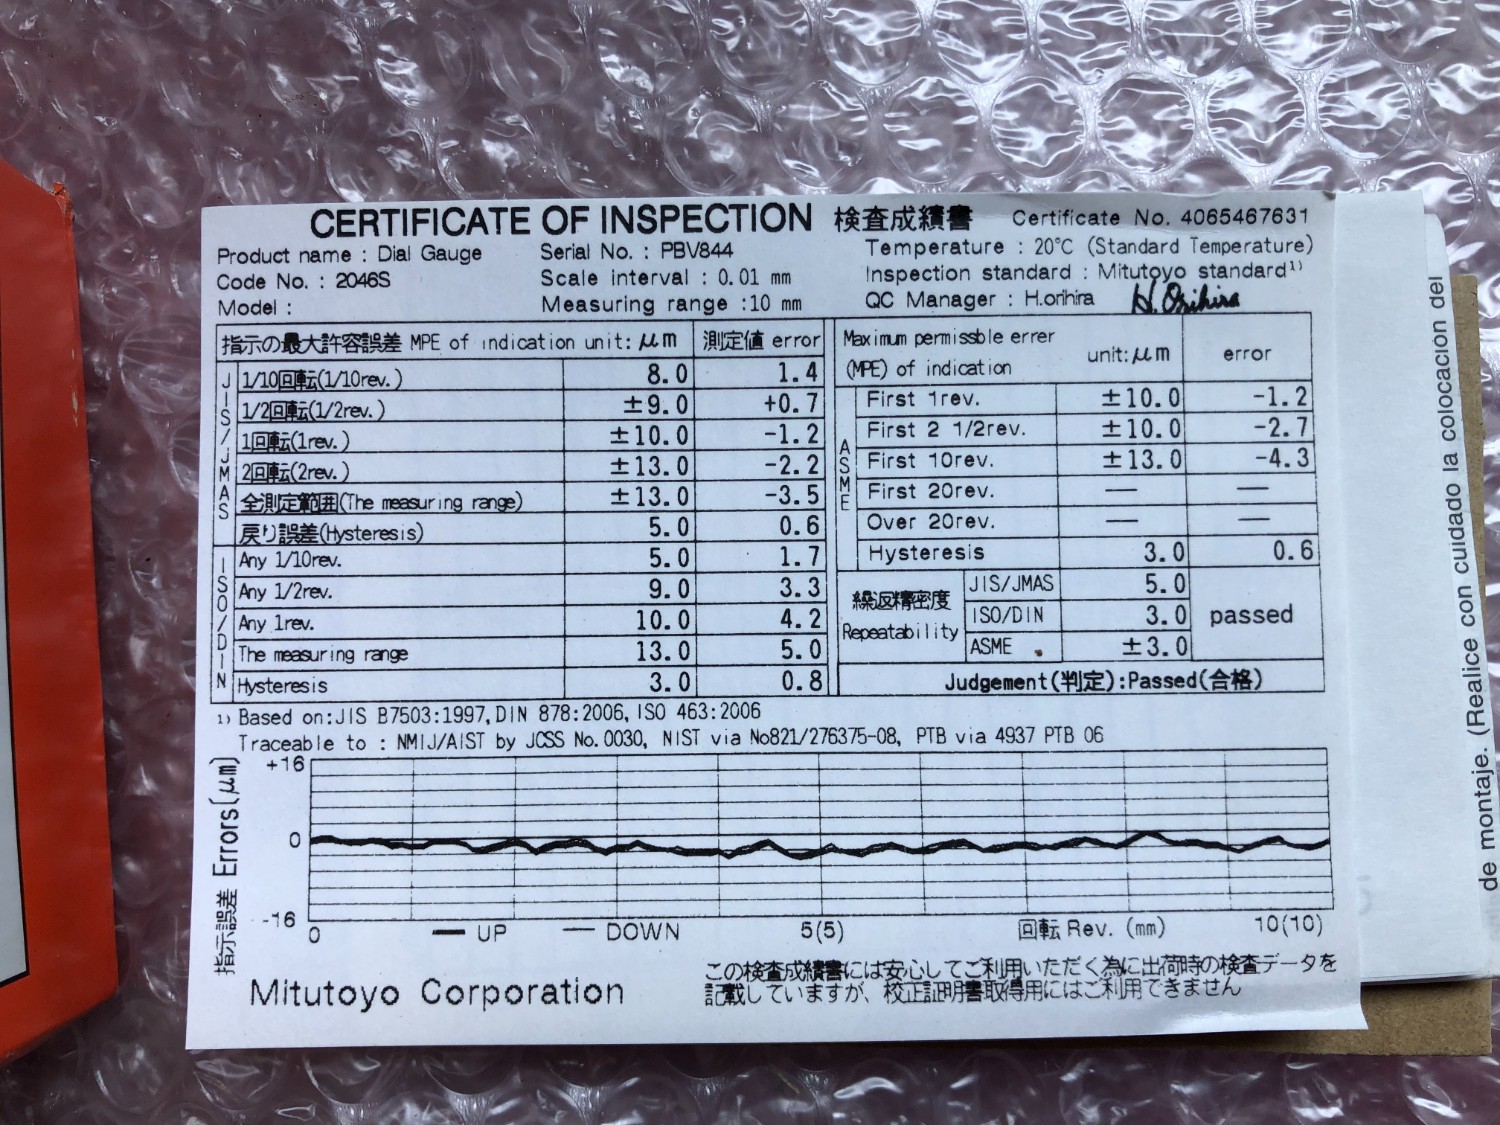 CERTIFICATE OF INSPECTION 検査成績書 Certificate No. 4065467631
Product name : Dial Gauge Serial No. : PBV844 Temperature : 20℃ (Standard Temperature)
Code No. : 2046S Scale interval : 0.01 mm Inspection standard : Mitutoyo standard¹⁾
Model : Measuring range :10 mm QC Manager : H.orihira H. Orihira
指示の最大許容誤差 MPE of indication unit: μm 測定値 error
JIS/JMAS
1/10回転(1/10rev.) 8.0 1.4
1/2回転(1/2rev.) ±9.0 +0.7
1回転(1rev.) ±10.0 -1.2
2回転(2rev.) ±13.0 -2.2
全測定範囲(The measuring range) ±13.0 -3.5
戻り誤差(Hysteresis) 5.0 0.6
ISO/DIN
Any 1/10rev. 5.0 1.7
Any 1/2rev. 9.0 3.3
Any 1rev. 10.0 4.2
The measuring range 13.0 5.0
Hysteresis 3.0 0.8
Maximum permissble errer
(MPE) of indication unit:μm error
ASME
First 1rev. ±10.0 -1.2
First 2 1/2rev. ±10.0 -2.7
First 10rev. ±13.0 -4.3
First 20rev. — —
Over 20rev. — —
Hysteresis 3.0 0.6
繰返精密度
Repeatability
JIS/JMAS 5.0
ISO/DIN 3.0 passed
ASME ±3.0
Judgement(判定):Passed(合格)
1) Based on:JIS B7503:1997, DIN 878:2006, ISO 463:2006
Traceable to : NMIJ/AIST by JCSS No.0030, NIST via No821/276375-08, PTB via 4937 PTB 06
指示誤差 Errors(μm)
+16
0
-16
0 UP DOWN 5(5) 回転 Rev. (mm) 10(10)
Mitutoyo Corporation
この検査成績書には安心してご利用いただく為に出荷時の検査データを
記載していますが、校正証明書取得用にはご利用できません
de montaje. (Realice con cuidado la colocacion del